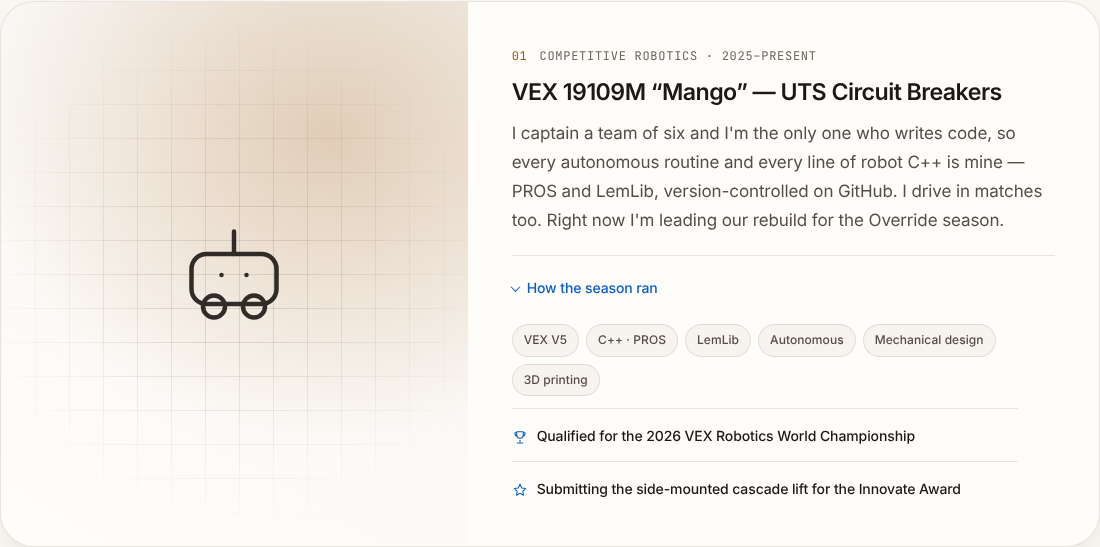 01 COMPETITIVE ROBOTICS · 2025–PRESENT
VEX 19109M “Mango” — UTS Circuit Breakers
I captain a team of six and I'm the only one who writes code, so
every autonomous routine and every line of robot C++ is mine —
PROS and LemLib, version-controlled on GitHub. I drive in matches
too. Right now I'm leading our rebuild for the Override season.
How the season ran
VEX V5 C++ · PROS LemLib Autonomous Mechanical design
3D printing
Qualified for the 2026 VEX Robotics World Championship
Submitting the side-mounted cascade lift for the Innovate Award